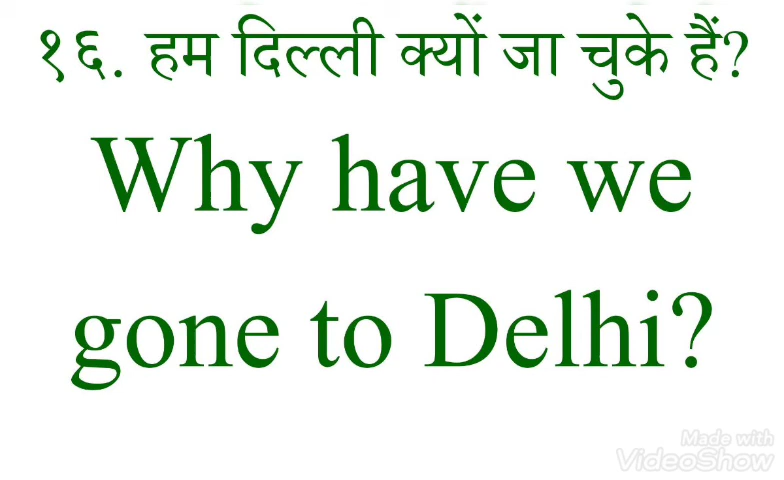 १६. हम दिल्ली क्यों जा चुके हैं?
Why have we
gone to Delhi?
Made with
VideoShow